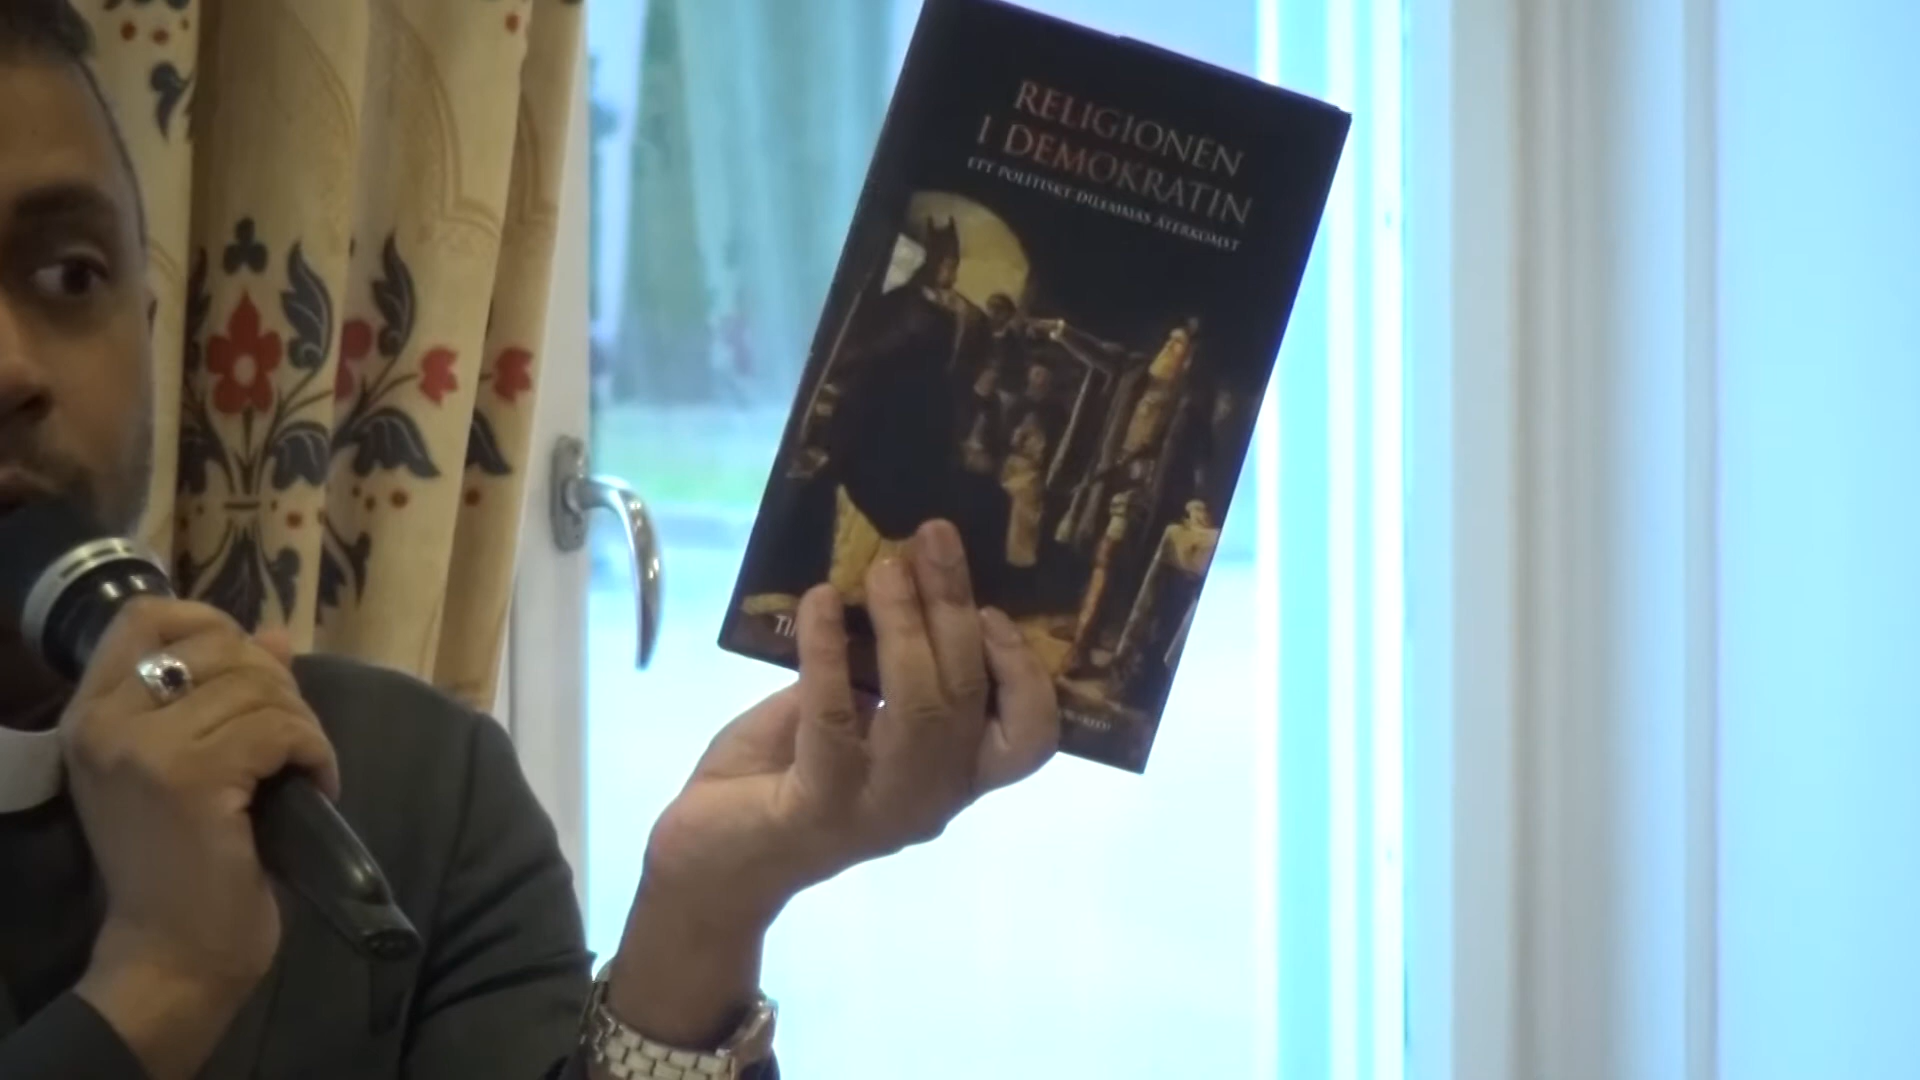 RELIGIONEN
I DEMOKRATIN
ETT POLITISKT DILEMMAS ÅTERKOMST